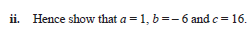 ii. Hence show that a = 1, b = – 6 and c = 16.